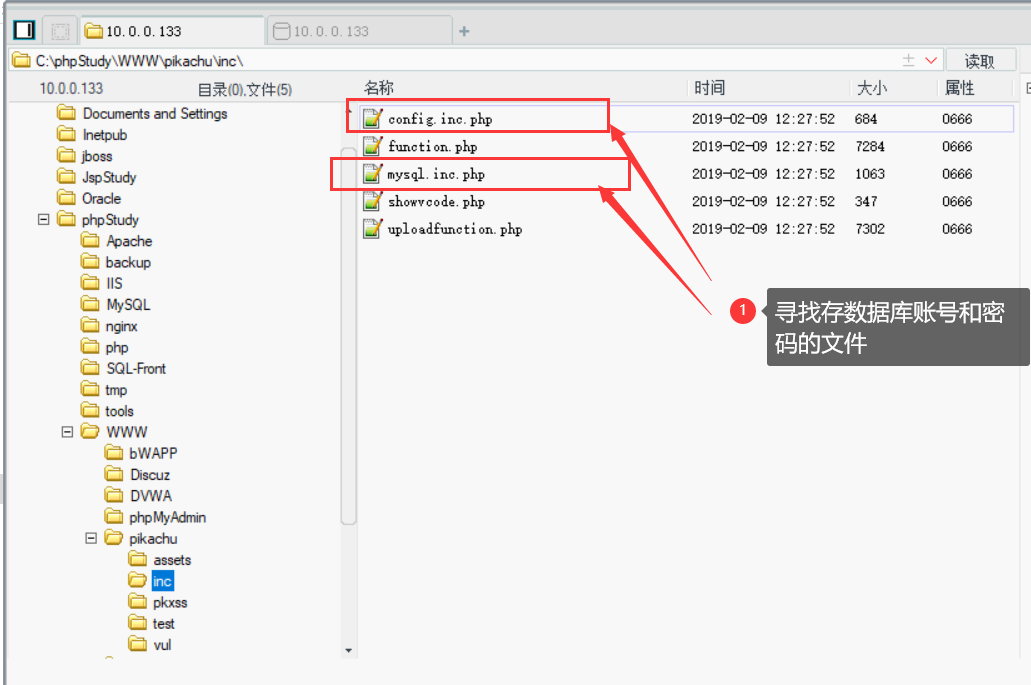 10.0.0.133
10.0.0.133
+
C:\phpStudy\WWW\pikachu\inc\
读取
10.0.0.133 目录(0),文件(5)
名称 时间 大小 属性
Documents and Settings
Inetpub
jboss
JspStudy
Oracle
phpStudy
Apache
backup
IIS
MySQL
nginx
php
SQL-Front
tmp
tools
WWW
bWAPP
Discuz
DVWA
phpMyAdmin
pikachu
assets
inc
pkxss
test
vul
config.inc.php 2019-02-09 12:27:52 684 0666
function.php 2019-02-09 12:27:52 7284 0666
mysql.inc.php 2019-02-09 12:27:52 1063 0666
showvcode.php 2019-02-09 12:27:52 347 0666
uploadfunction.php 2019-02-09 12:27:52 7302 0666
1
寻找存数据库账号和密
码的文件